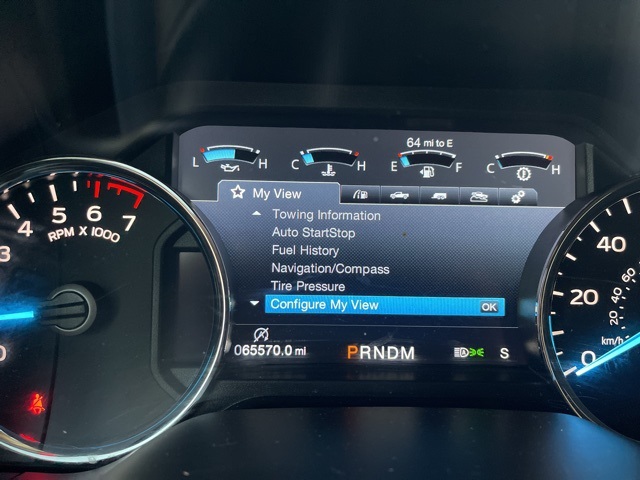 64 mi to E
L H C H E F C H
My View
Towing Information
Auto StartStop
Fuel History
Navigation/Compass
Tire Pressure
Configure My View OK
065570.0 mi PRNDM S
3 4 5 6 7
RPM X 1000
0
40
20
0
60
40
20
km/h
0